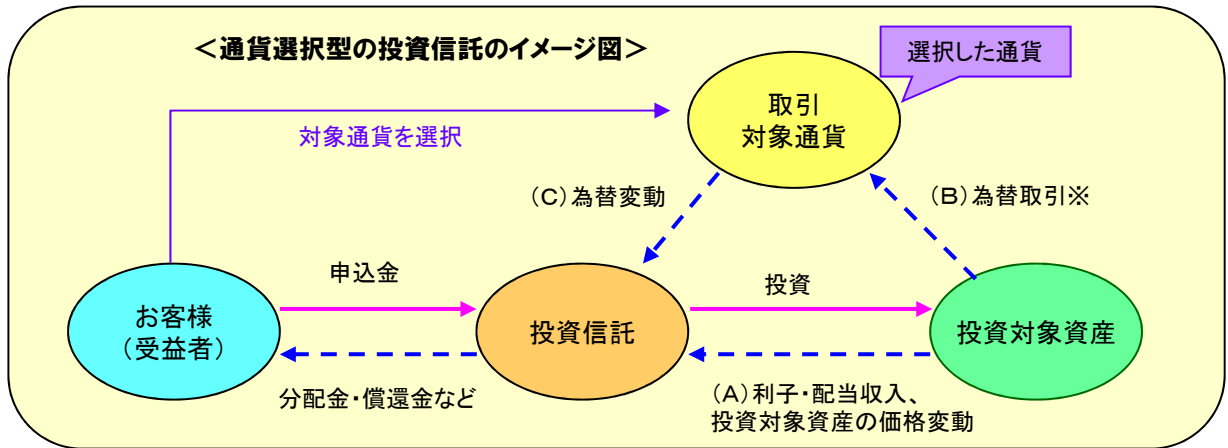 ＜通貨選択型の投資信託のイメージ図＞
選択した通貨
取引
対象通貨
対象通貨を選択
（C）為替変動
（B）為替取引※
申込金
投資
お客様
（受益者）
投資信託
投資対象資産
分配金・償還金など
（A）利子・配当収入、
投資対象資産の価格変動